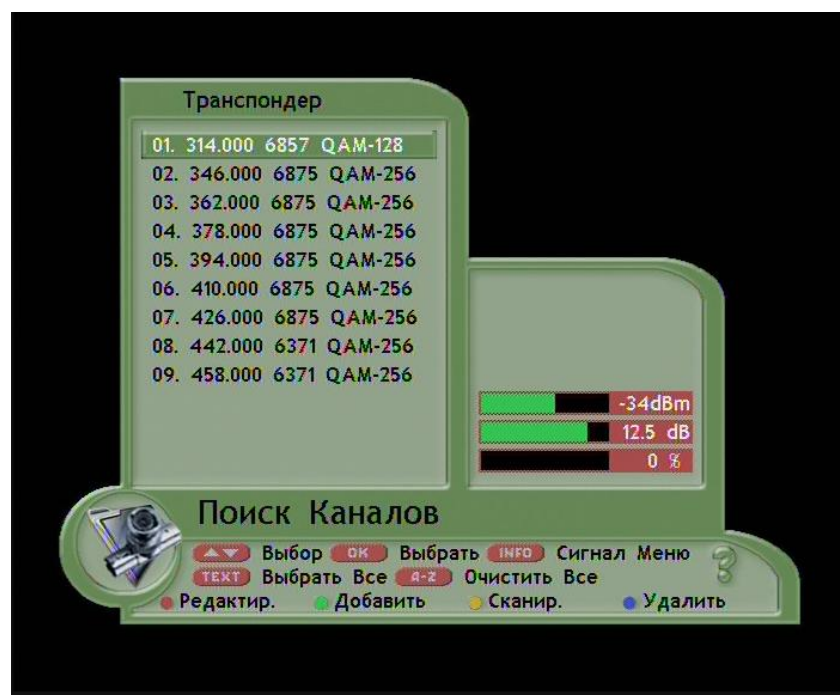 Транспондер
01. 314.000 6857 QAM-128
02. 346.000 6875 QAM-256
03. 362.000 6875 QAM-256
04. 378.000 6875 QAM-256
05. 394.000 6875 QAM-256
06. 410.000 6875 QAM-256
07. 426.000 6875 QAM-256
08. 442.000 6371 QAM-256
09. 458.000 6371 QAM-256
-34dBm
12.5 dB
0 %
Поиск Каналов
Выбор OK Выбрать INFO Сигнал Меню
TEXT Выбрать Все A-Z Очистить Все
Редактир. Добавить Сканир. Удалить